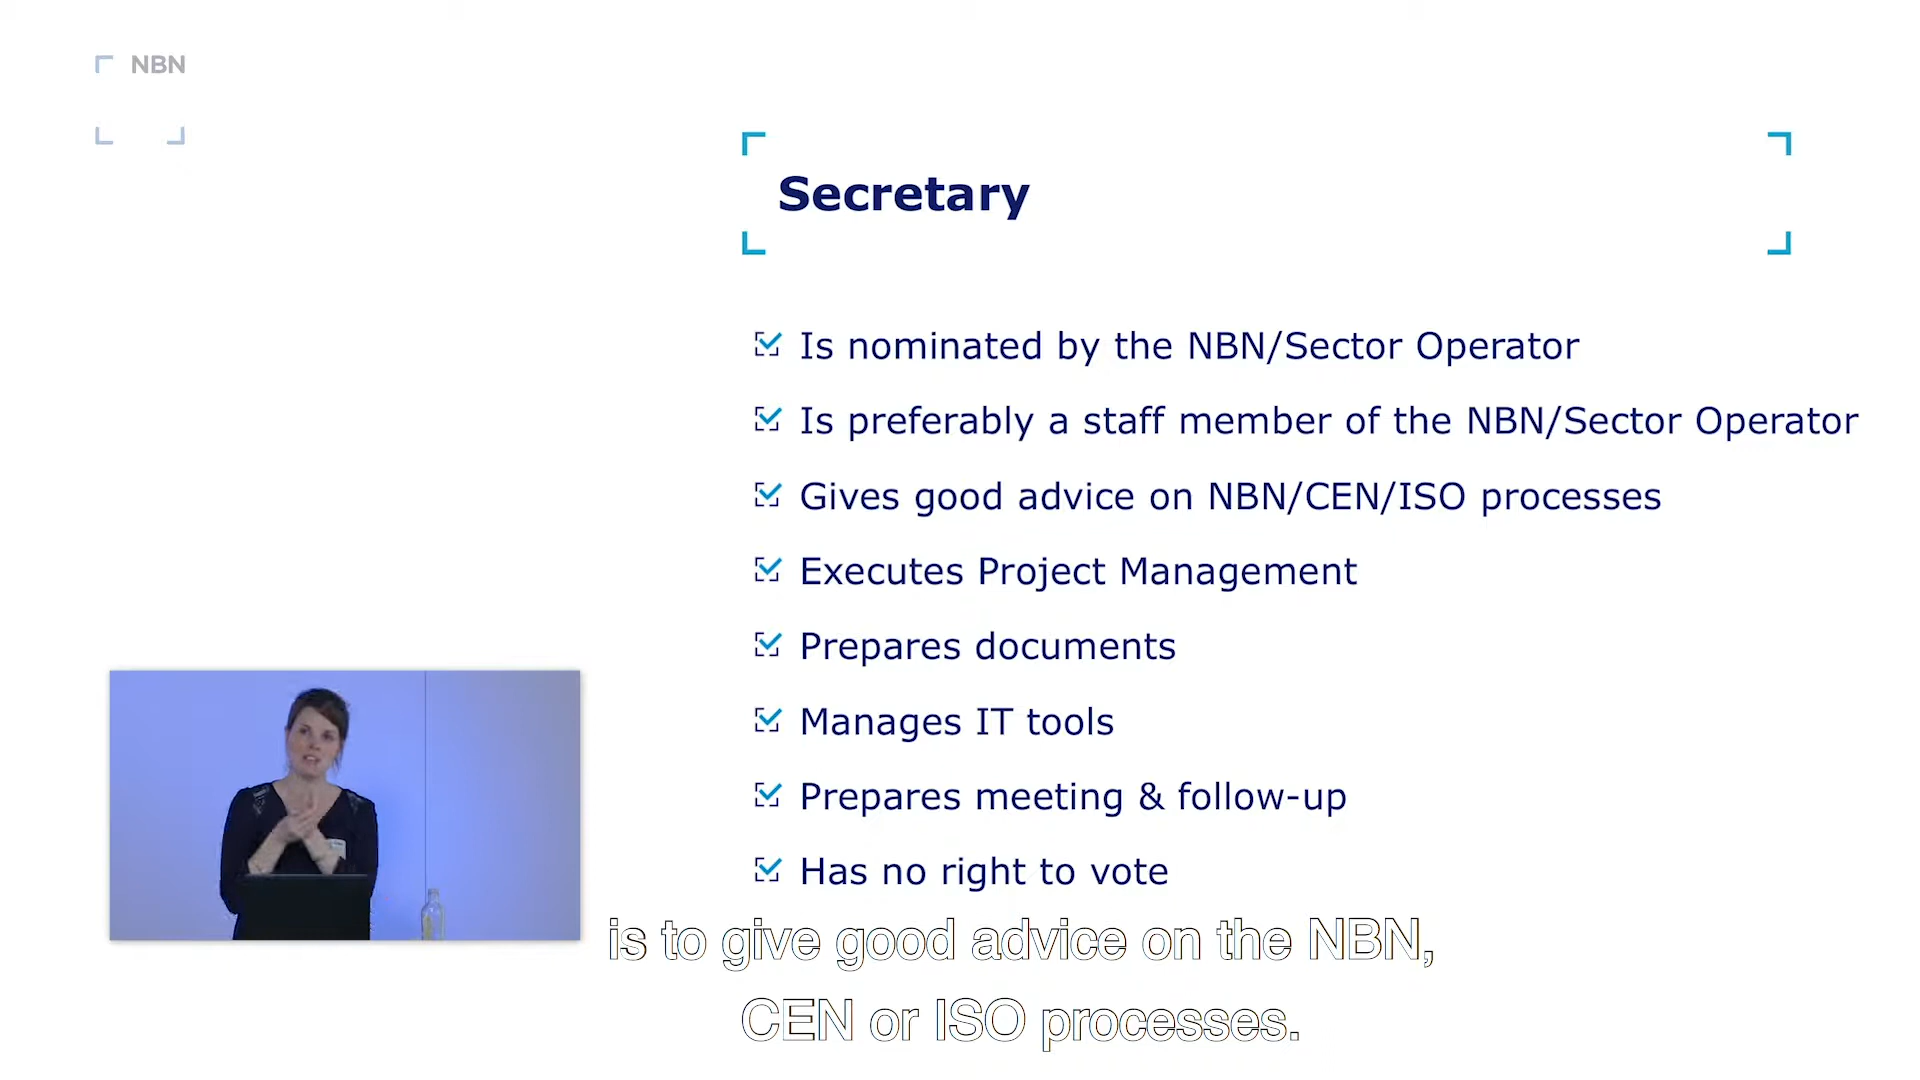 NBN
Secretary
Is nominated by the NBN/Sector Operator
Is preferably a staff member of the NBN/Sector Operator
Gives good advice on NBN/CEN/ISO processes
Executes Project Management
Prepares documents
Manages IT tools
Prepares meeting & follow-up
Has no right to vote
is to give good advice on the NBN,
CEN or ISO processes.